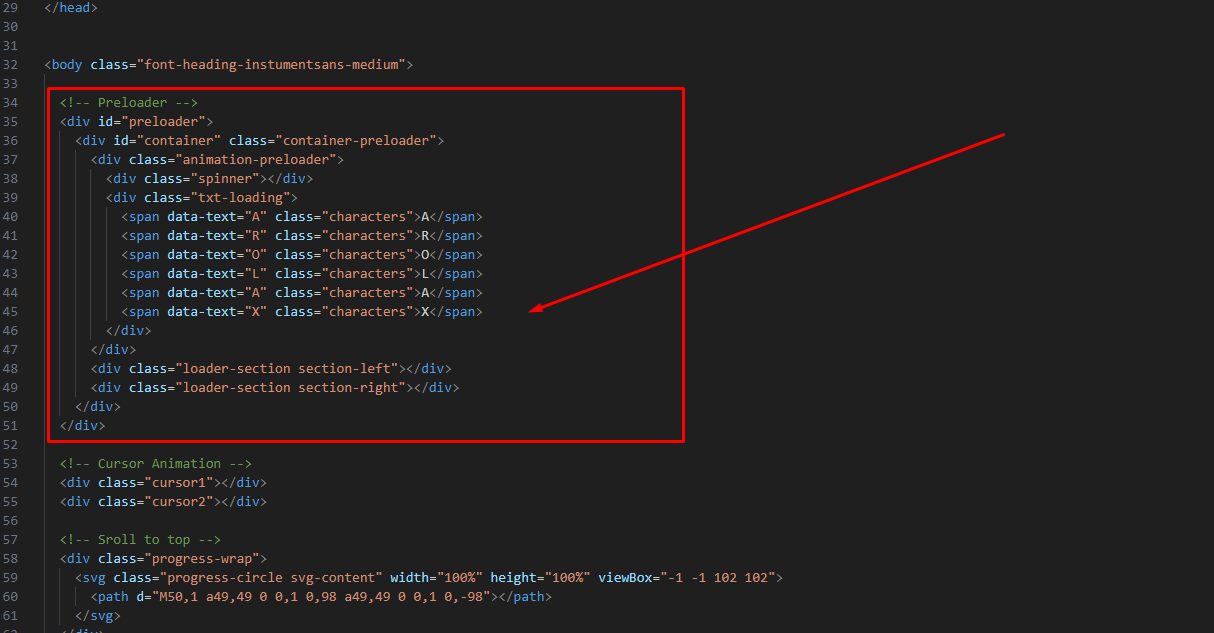 29 </head>
30
31
32 <body class="font-heading-instumentsans-medium">
33
34 <!-- Preloader -->
35 <div id="preloader">
36 <div id="container" class="container-preloader">
37 <div class="animation-preloader">
38 <div class="spinner"></div>
39 <div class="txt-loading">
40 <span data-text="A" class="characters">A</span>
41 <span data-text="R" class="characters">R</span>
42 <span data-text="O" class="characters">O</span>
43 <span data-text="L" class="characters">L</span>
44 <span data-text="A" class="characters">A</span>
45 <span data-text="X" class="characters">X</span>
46 </div>
47 </div>
48 <div class="loader-section section-left"></div>
49 <div class="loader-section section-right"></div>
50 </div>
51 </div>
52
53 <!-- Cursor Animation -->
54 <div class="cursor1"></div>
55 <div class="cursor2"></div>
56
57 <!-- Sroll to top -->
58 <div class="progress-wrap">
59 <svg class="progress-circle svg-content" width="100%" height="100%" viewBox="-1 -1 102 102">
60 <path d="M50,1 a49,49 0 0,1 0,98 a49,49 0 0,1 0,-98"></path>
61 </svg>
62 </div>